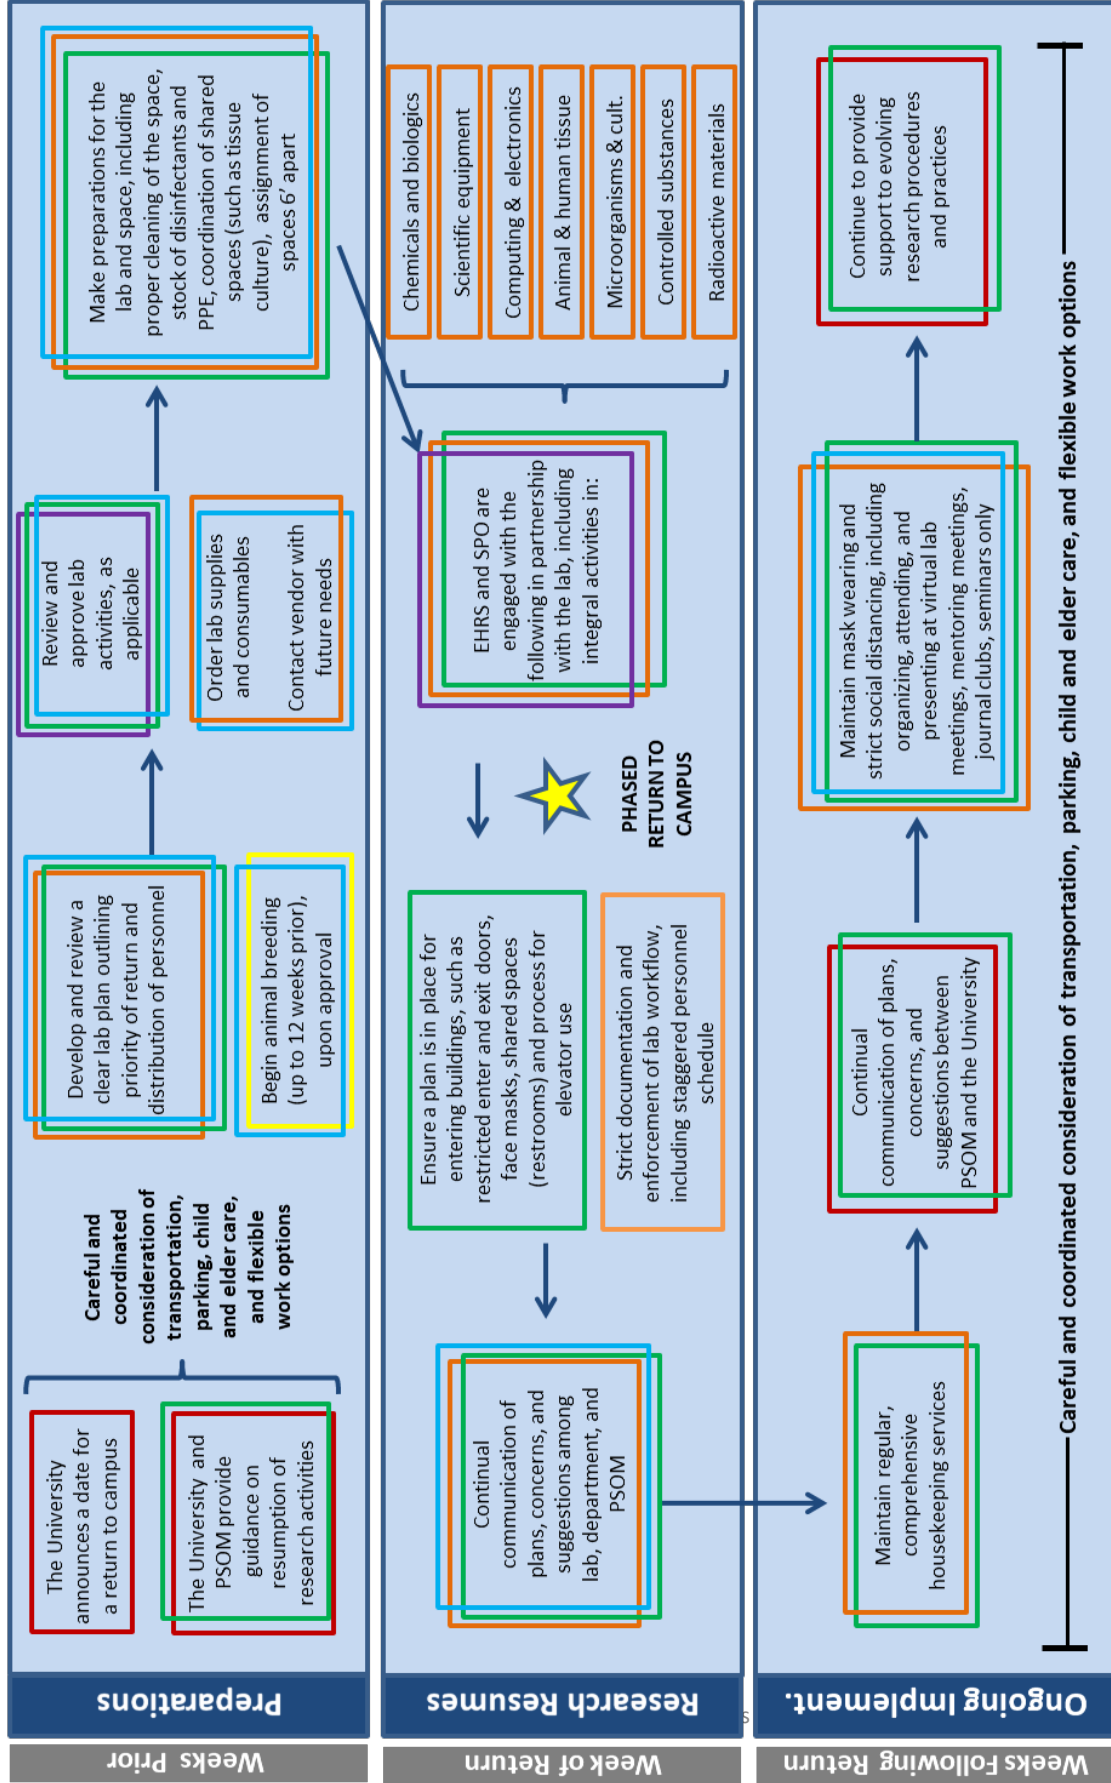 Weeks Prior
Preparations
The University
announces a date for
a return to campus
The University and
PSOM provide
guidance on
resumption of
research activities
Careful and
coordinated
consideration of
transportation,
parking, child
and elder care,
and flexible
work options
Develop and review a
clear lab plan outlining
priority of return and
distribution of personnel
Begin animal breeding
(up to 12 weeks prior),
upon approval
Review and
approve lab
activities, as
applicable
Order lab supplies
and consumables
Contact vendor with
future needs
Make preparations for the
lab and space, including
proper cleaning of the space,
stock of disinfectants and
PPE, coordination of shared
spaces (such as tissue
culture), assignment of
spaces 6’ apart
Week of Return
Research Resumes
Continual
communication of
plans, concerns, and
suggestions among
lab, department, and
PSOM
Ensure a plan is in place for
entering buildings, such as
restricted enter and exit doors,
face masks, shared spaces
(restrooms) and process for
elevator use
Strict documentation and
enforcement of lab workflow,
including staggered personnel
schedule
PHASED
RETURN TO
CAMPUS
EHRS and SPO are
engaged with the
following in partnership
with the lab, including
integral activities in:
Chemicals and biologics
Scientific equipment
Computing & electronics
Animal & human tissue
Microorganisms & cult.
Controlled substances
Radioactive materials
s
Weeks Following Return
Ongoing Implement.
Maintain regular,
comprehensive
housekeeping services
Continual
communication of plans,
concerns, and
suggestions between
PSOM and the University
Maintain mask wearing and
strict social distancing, including
organizing, attending, and
presenting at virtual lab
meetings, mentoring meetings,
journal clubs, seminars only
Continue to provide
support to evolving
research procedures
and practices
Careful and coordinated consideration of transportation, parking, child and elder care, and flexible work options